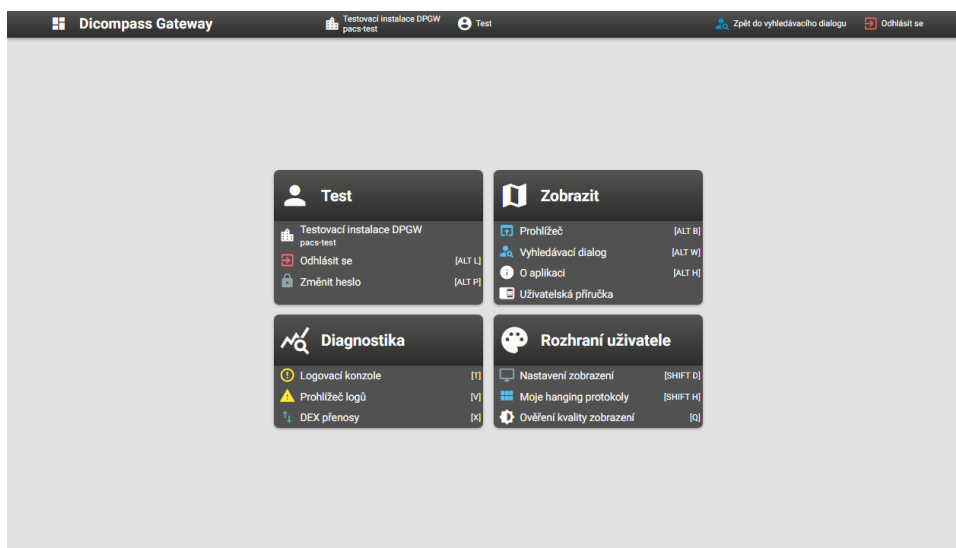 Dicompass Gateway
Testovací instalace DPGW
pacs-test
Test
Zpět do vyhledávacího dialogu
Odhlásit se
Test
Testovací instalace DPGW
pacs-test
Odhlásit se [ALT L]
Změnit heslo [ALT P]
Zobrazit
Prohlížeč [ALT B]
Vyhledávací dialog [ALT W]
O aplikaci [ALT H]
Uživatelská příručka
Diagnostika
Logovací konzole [T]
Prohlížeč logů [V]
DEX přenosy [X]
Rozhraní uživatele
Nastavení zobrazení [SHIFT D]
Moje hanging protokoly [SHIFT H]
Ověření kvality zobrazení [Q]